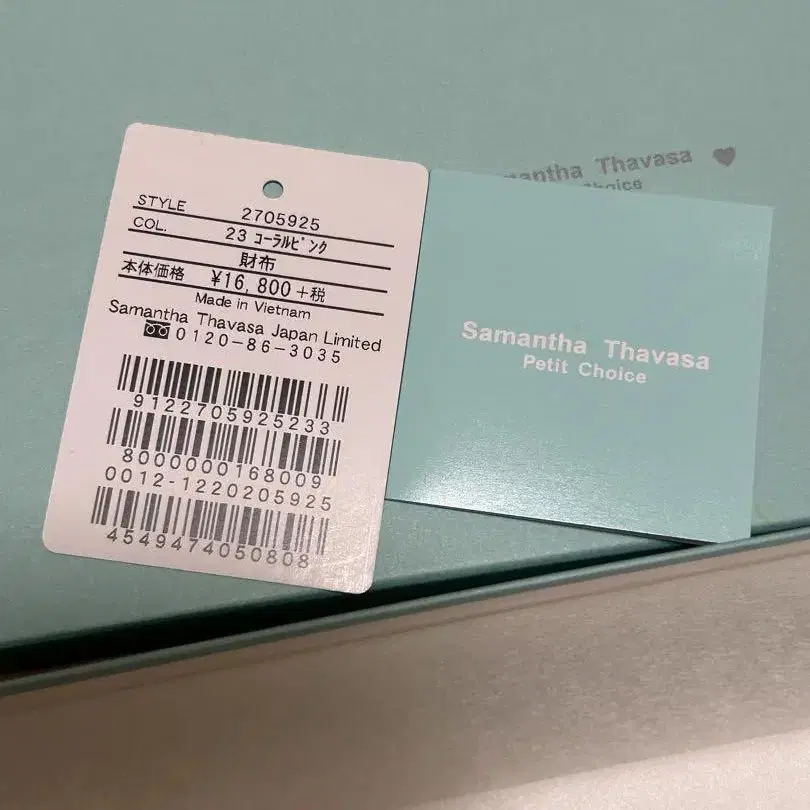 STYLE 2705925
COL. 23 コーラルピンク
財布
本体価格 ¥16,800+税
Made in Vietnam
Samantha Thavasa Japan Limited
0120-86-3035
9122705925233
8000000168009
0012-1220205925
4549474050808
Thavasa
Choice
Samantha Thavasa
Petit Choice